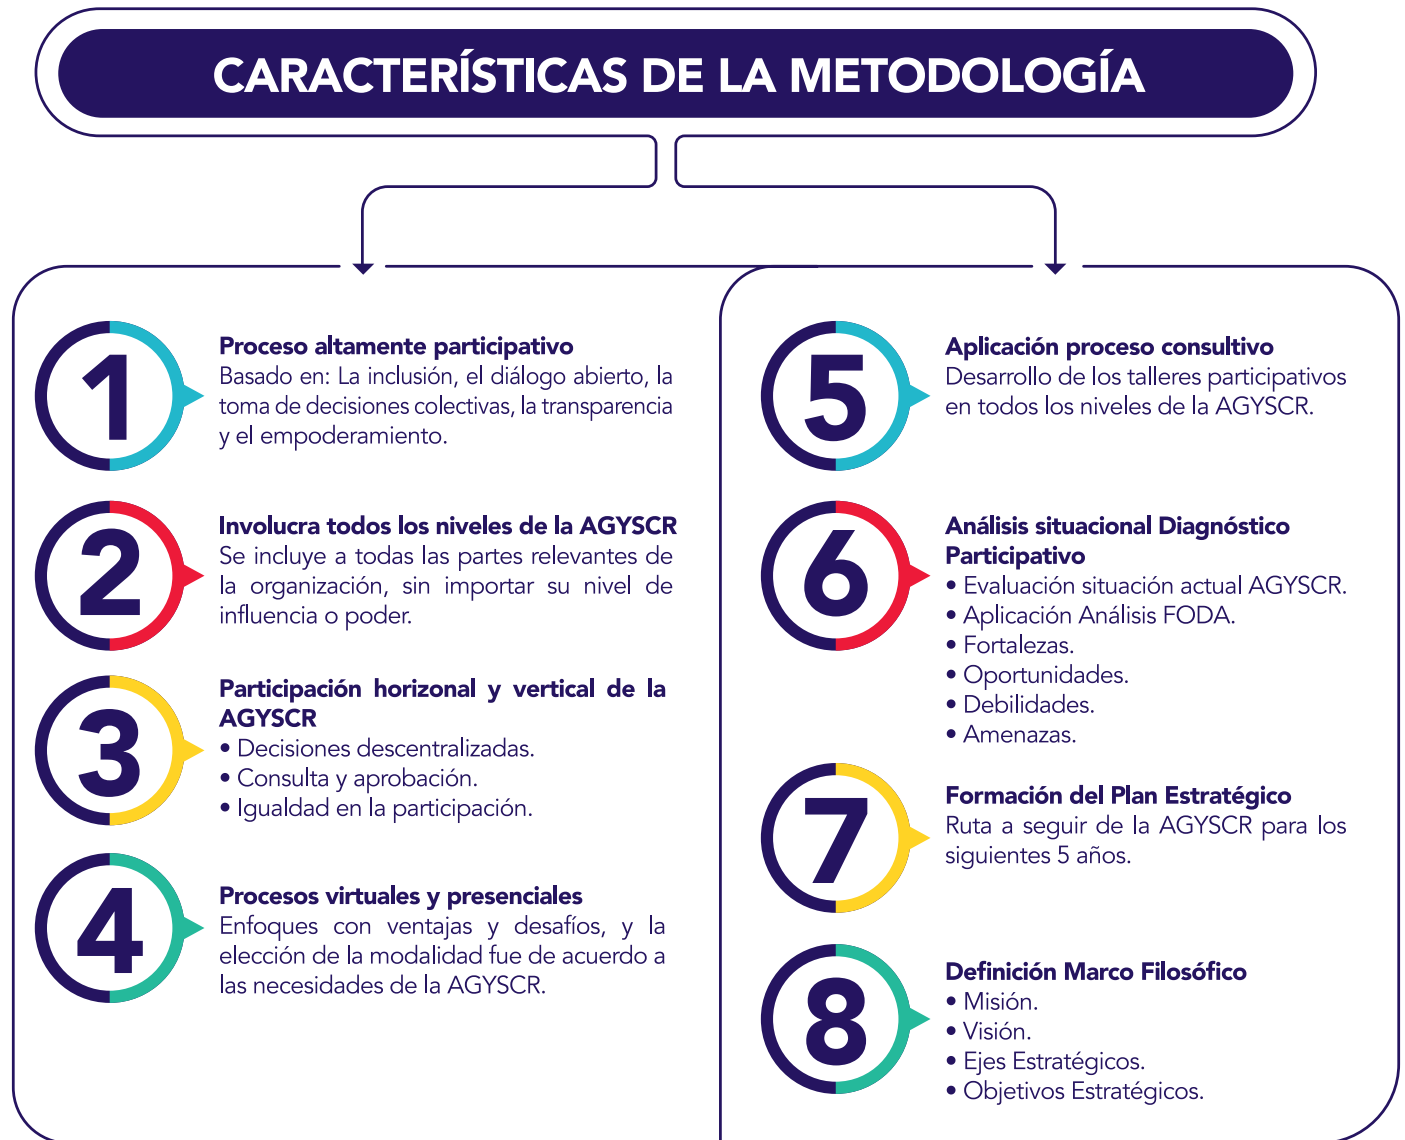 CARACTERÍSTICAS DE LA METODOLOGÍA
1
Proceso altamente participativo
Basado en: La inclusión, el diálogo abierto, la
toma de decisiones colectivas, la transparencia
y el empoderamiento.
2
Involucra todos los niveles de la AGYSCR
Se incluye a todas las partes relevantes de
la organización, sin importar su nivel de
influencia o poder.
3
Participación horizonal y vertical de la
AGYSCR
• Decisiones descentralizadas.
• Consulta y aprobación.
• Igualdad en la participación.
4
Procesos virtuales y presenciales
Enfoques con ventajas y desafíos, y la
elección de la modalidad fue de acuerdo a
las necesidades de la AGYSCR.
5
Aplicación proceso consultivo
Desarrollo de los talleres participativos
en todos los niveles de la AGYSCR.
6
Análisis situacional Diagnóstico
Participativo
• Evaluación situación actual AGYSCR.
• Aplicación Análisis FODA.
• Fortalezas.
• Oportunidades.
• Debilidades.
• Amenazas.
7
Formación del Plan Estratégico
Ruta a seguir de la AGYSCR para los
siguientes 5 años.
8
Definición Marco Filosófico
• Misión.
• Visión.
• Ejes Estratégicos.
• Objetivos Estratégicos.